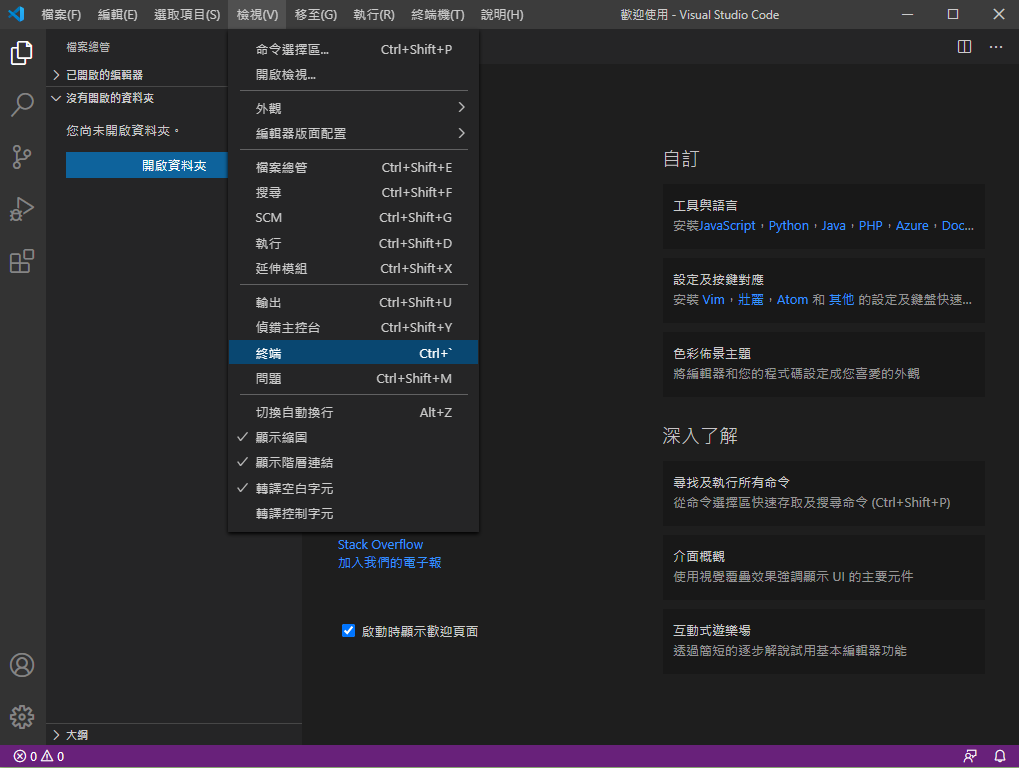 檔案(F) 編輯(E) 選取項目(S) 檢視(V) 移至(G) 執行(R) 終端機(T) 說明(H) 歡迎使用 - Visual Studio Code
檔案總管
已開啟的編輯器
沒有開啟的資料夾
您尚未開啟資料夾。
開啟資料夾
大綱
命令選擇區... Ctrl+Shift+P
開啟檢視...
外觀
編輯器版面配置
檔案總管 Ctrl+Shift+E
搜尋 Ctrl+Shift+F
SCM Ctrl+Shift+G
執行 Ctrl+Shift+D
延伸模組 Ctrl+Shift+X
輸出 Ctrl+Shift+U
偵錯主控台 Ctrl+Shift+Y
終端 Ctrl+`
問題 Ctrl+Shift+M
切換自動換行 Alt+Z
顯示縮圖
顯示階層連結
轉譯空白字元
轉譯控制字元
Stack Overflow
加入我們的電子報
啟動時顯示歡迎頁面
自訂
工具與語言
安裝JavaScript，Python，Java，PHP，Azure，Doc...
設定及按鍵對應
安裝 Vim，壯麗，Atom 和 其他 的設定及鍵盤快速...
色彩佈景主題
將編輯器和您的程式碼設定成您喜愛的外觀
深入了解
尋找及執行所有命令
從命令選擇區快速存取及搜尋命令 (Ctrl+Shift+P)
介面概觀
使用視覺覆疊效果強調顯示 UI 的主要元件
互動式遊樂場
透過簡短的逐步解說試用基本編輯器功能
0 0